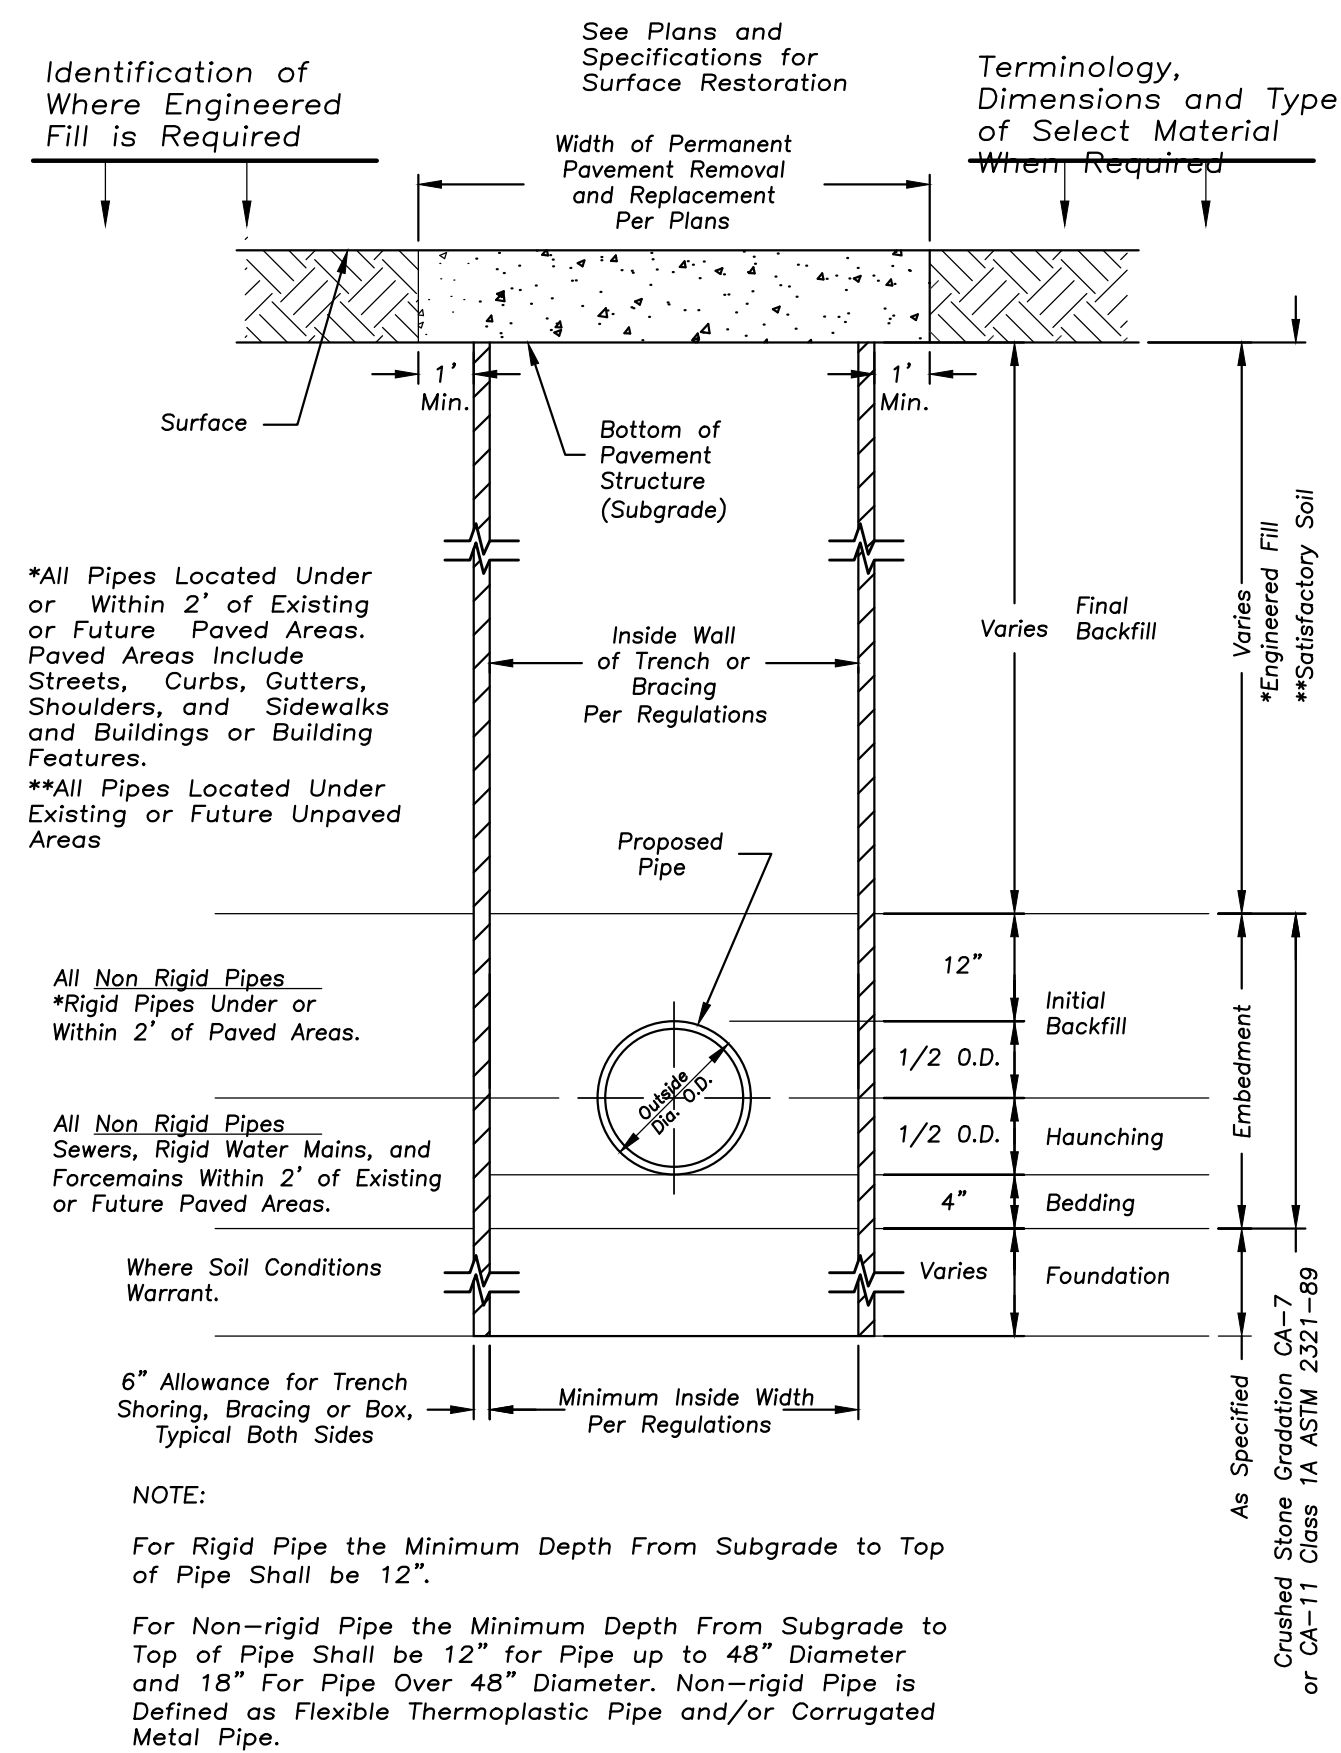 See Plans and
Specifications for
Surface Restoration
Identification of
Where Engineered
Fill is Required
Terminology,
Dimensions and Type
of Select Material
When Required
Width of Permanent
Pavement Removal
and Replacement
Per Plans
1'
Min.
1'
Min.
Surface
Bottom of
Pavement
Structure
(Subgrade)
*All Pipes Located Under
or Within 2' of Existing
or Future Paved Areas.
Paved Areas Include
Streets, Curbs, Gutters,
Shoulders, and Sidewalks
and Buildings or Building
Features.
**All Pipes Located Under
Existing or Future Unpaved
Areas
Inside Wall
of Trench or
Bracing
Per Regulations
Varies
Final
Backfill
Varies
*Engineered Fill
**Satisfactory Soil
Proposed
Pipe
All Non Rigid Pipes
*Rigid Pipes Under or
Within 2' of Paved Areas.
12"
Initial
Backfill
1/2 O.D.
Outside
Dia. O.D.
All Non Rigid Pipes
Sewers, Rigid Water Mains, and
Forcemains Within 2' of Existing
or Future Paved Areas.
1/2 O.D.
Haunching
4"
Bedding
Embedment
Where Soil Conditions
Warrant.
Varies
Foundation
As Specified
Crushed Stone Gradation CA-7
or CA-11 Class 1A ASTM 2321-89
6" Allowance for Trench
Shoring, Bracing or Box,
Typical Both Sides
Minimum Inside Width
Per Regulations
NOTE:
For Rigid Pipe the Minimum Depth From Subgrade to Top
of Pipe Shall be 12".
For Non-rigid Pipe the Minimum Depth From Subgrade to
Top of Pipe Shall be 12" for Pipe up to 48" Diameter
and 18" For Pipe Over 48" Diameter. Non-rigid Pipe is
Defined as Flexible Thermoplastic Pipe and/or Corrugated
Metal Pipe.